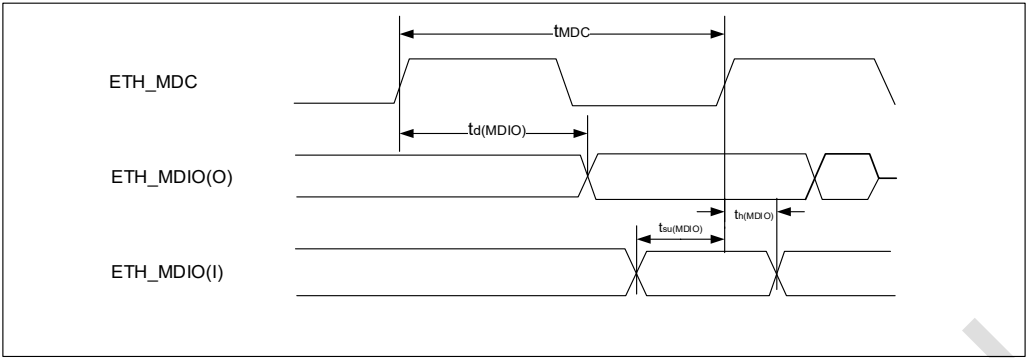 tMDC
ETH_MDC
td(MDIO)
ETH_MDIO(O)
th(MDIO)
tsu(MDIO)
ETH_MDIO(I)